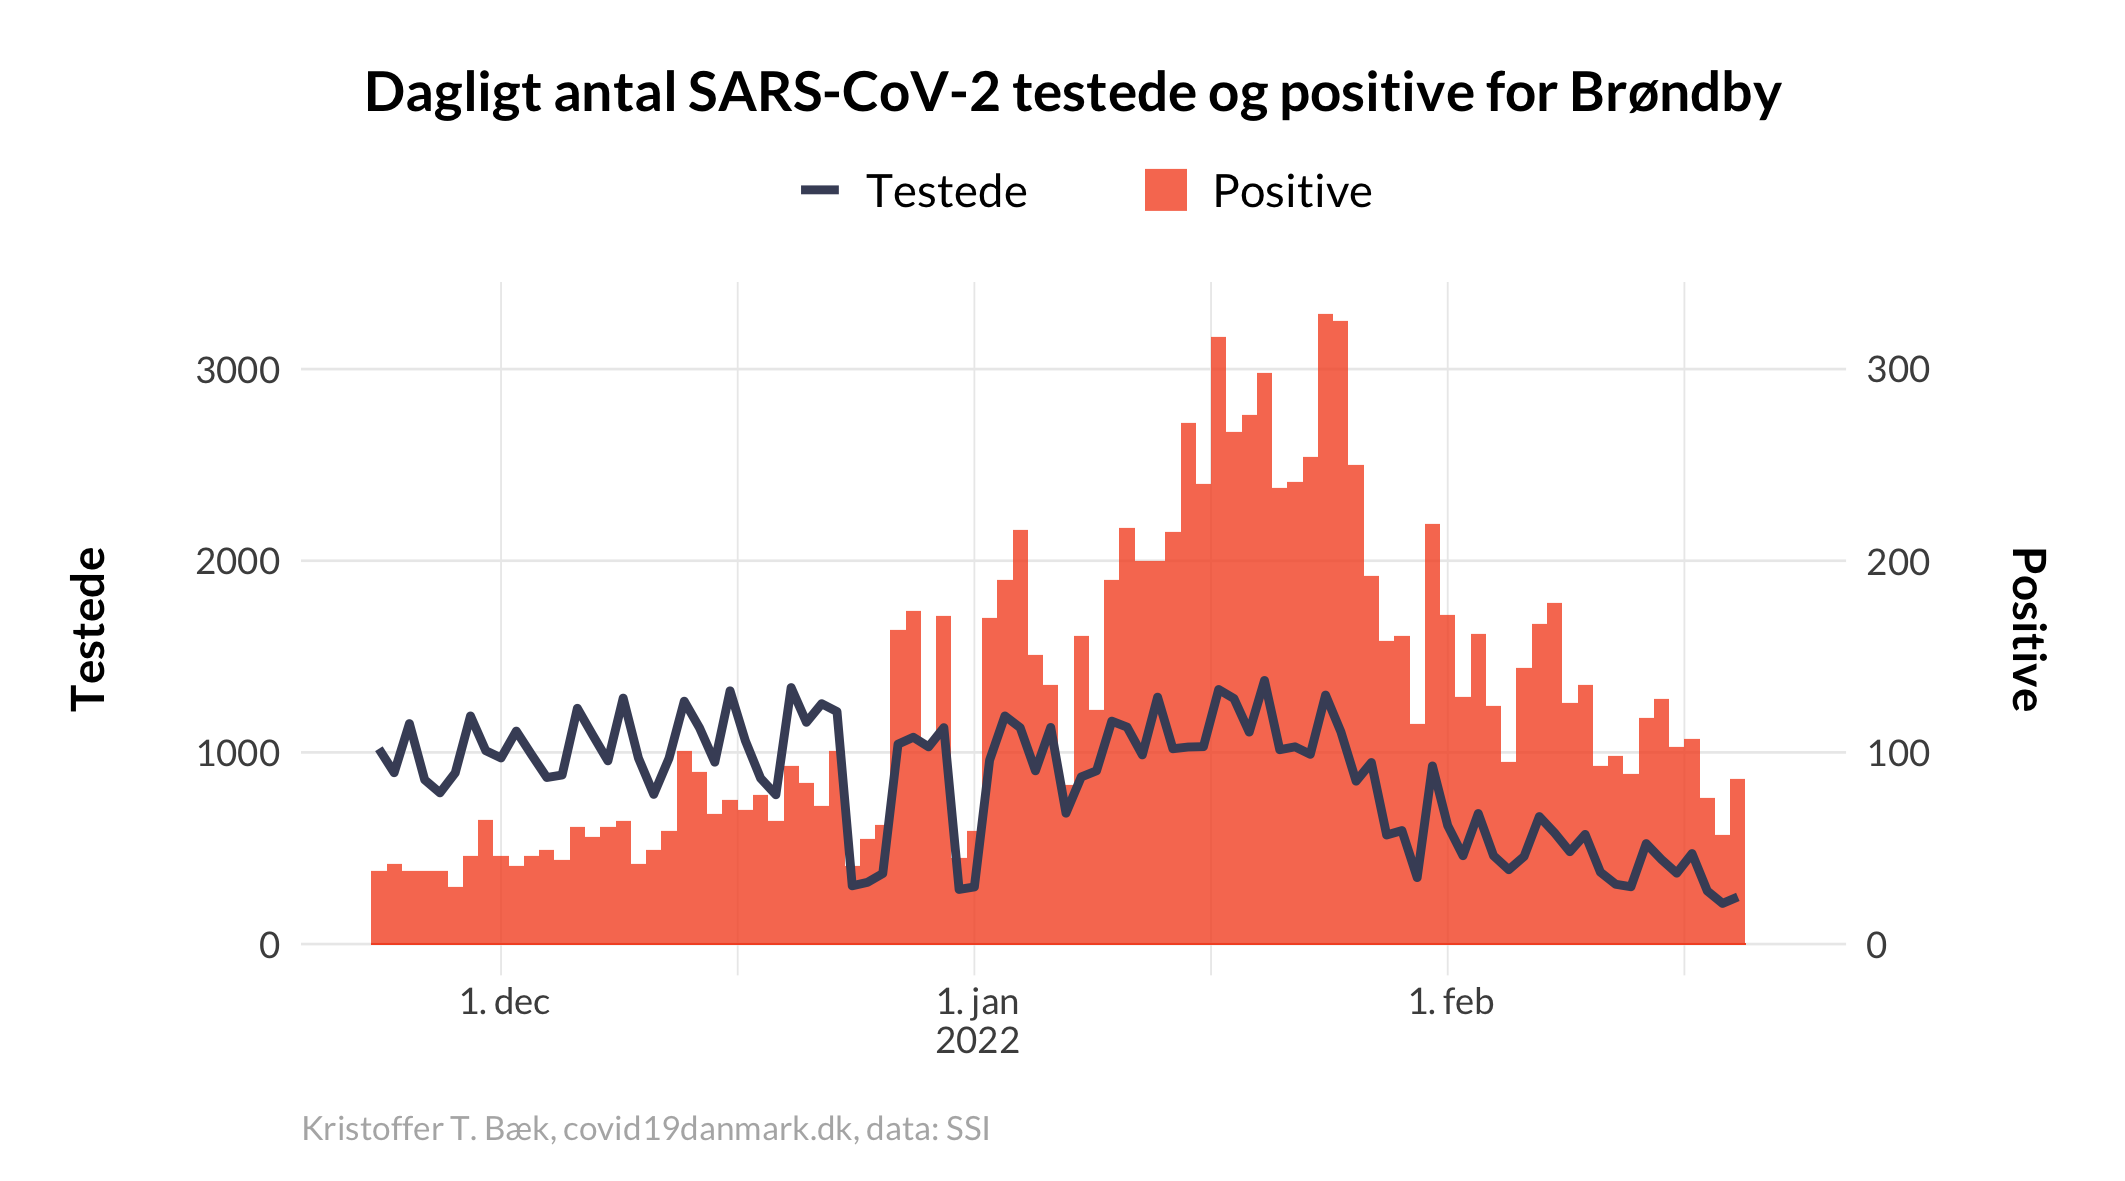 Dagligt antal SARS-CoV-2 testede og positive for Brøndby
Testede
Positive
3000
2000
1000
0
Testede
300
200
100
0
Positive
1. dec
1. jan
2022
1. feb
Kristoffer T. Bæk, covid19danmark.dk, data: SSI